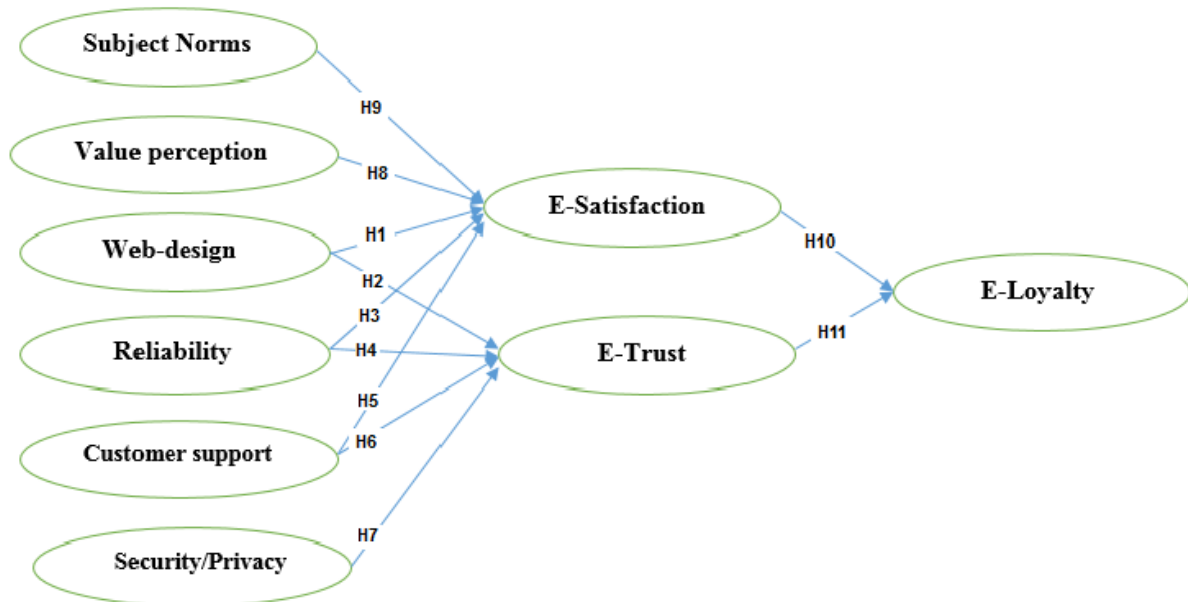 Subject Norms
H9
Value perception
H8
E-Satisfaction
Web-design
H1
H10
H2
E-Loyalty
H3
Reliability
H4
E-Trust
H11
H5
Customer support
H6
H7
Security/Privacy